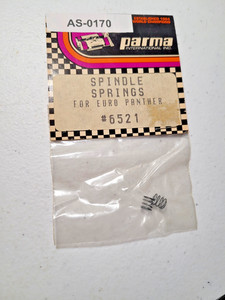 AS-0170
parma
INTERNATIONAL INC.
SPINDLE
SPRINGS
FOR EURO PANTHER
#6521